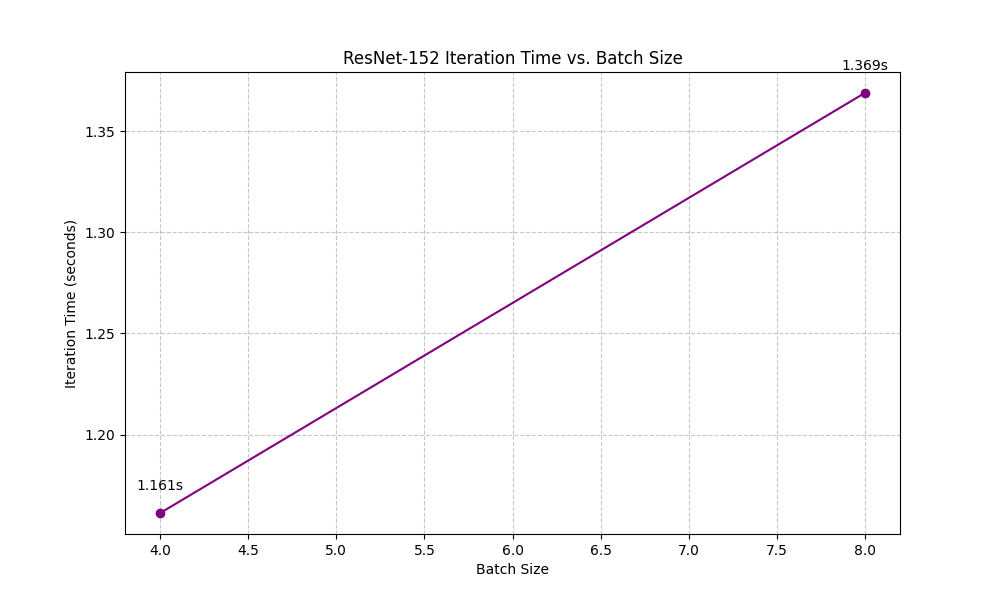 ResNet-152 Iteration Time vs. Batch Size
1.369s
1.35
1.30
1.25
1.20
Iteration Time (seconds)
1.161s
4.0 4.5 5.0 5.5 6.0 6.5 7.0 7.5 8.0
Batch Size